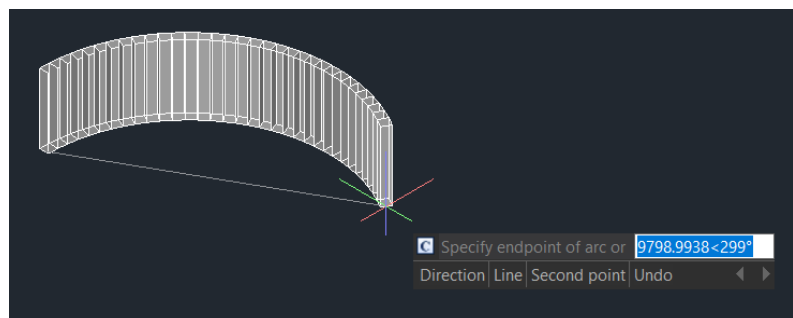 C Specify endpoint of arc or 9798.9938<299°
Direction Line Second point Undo